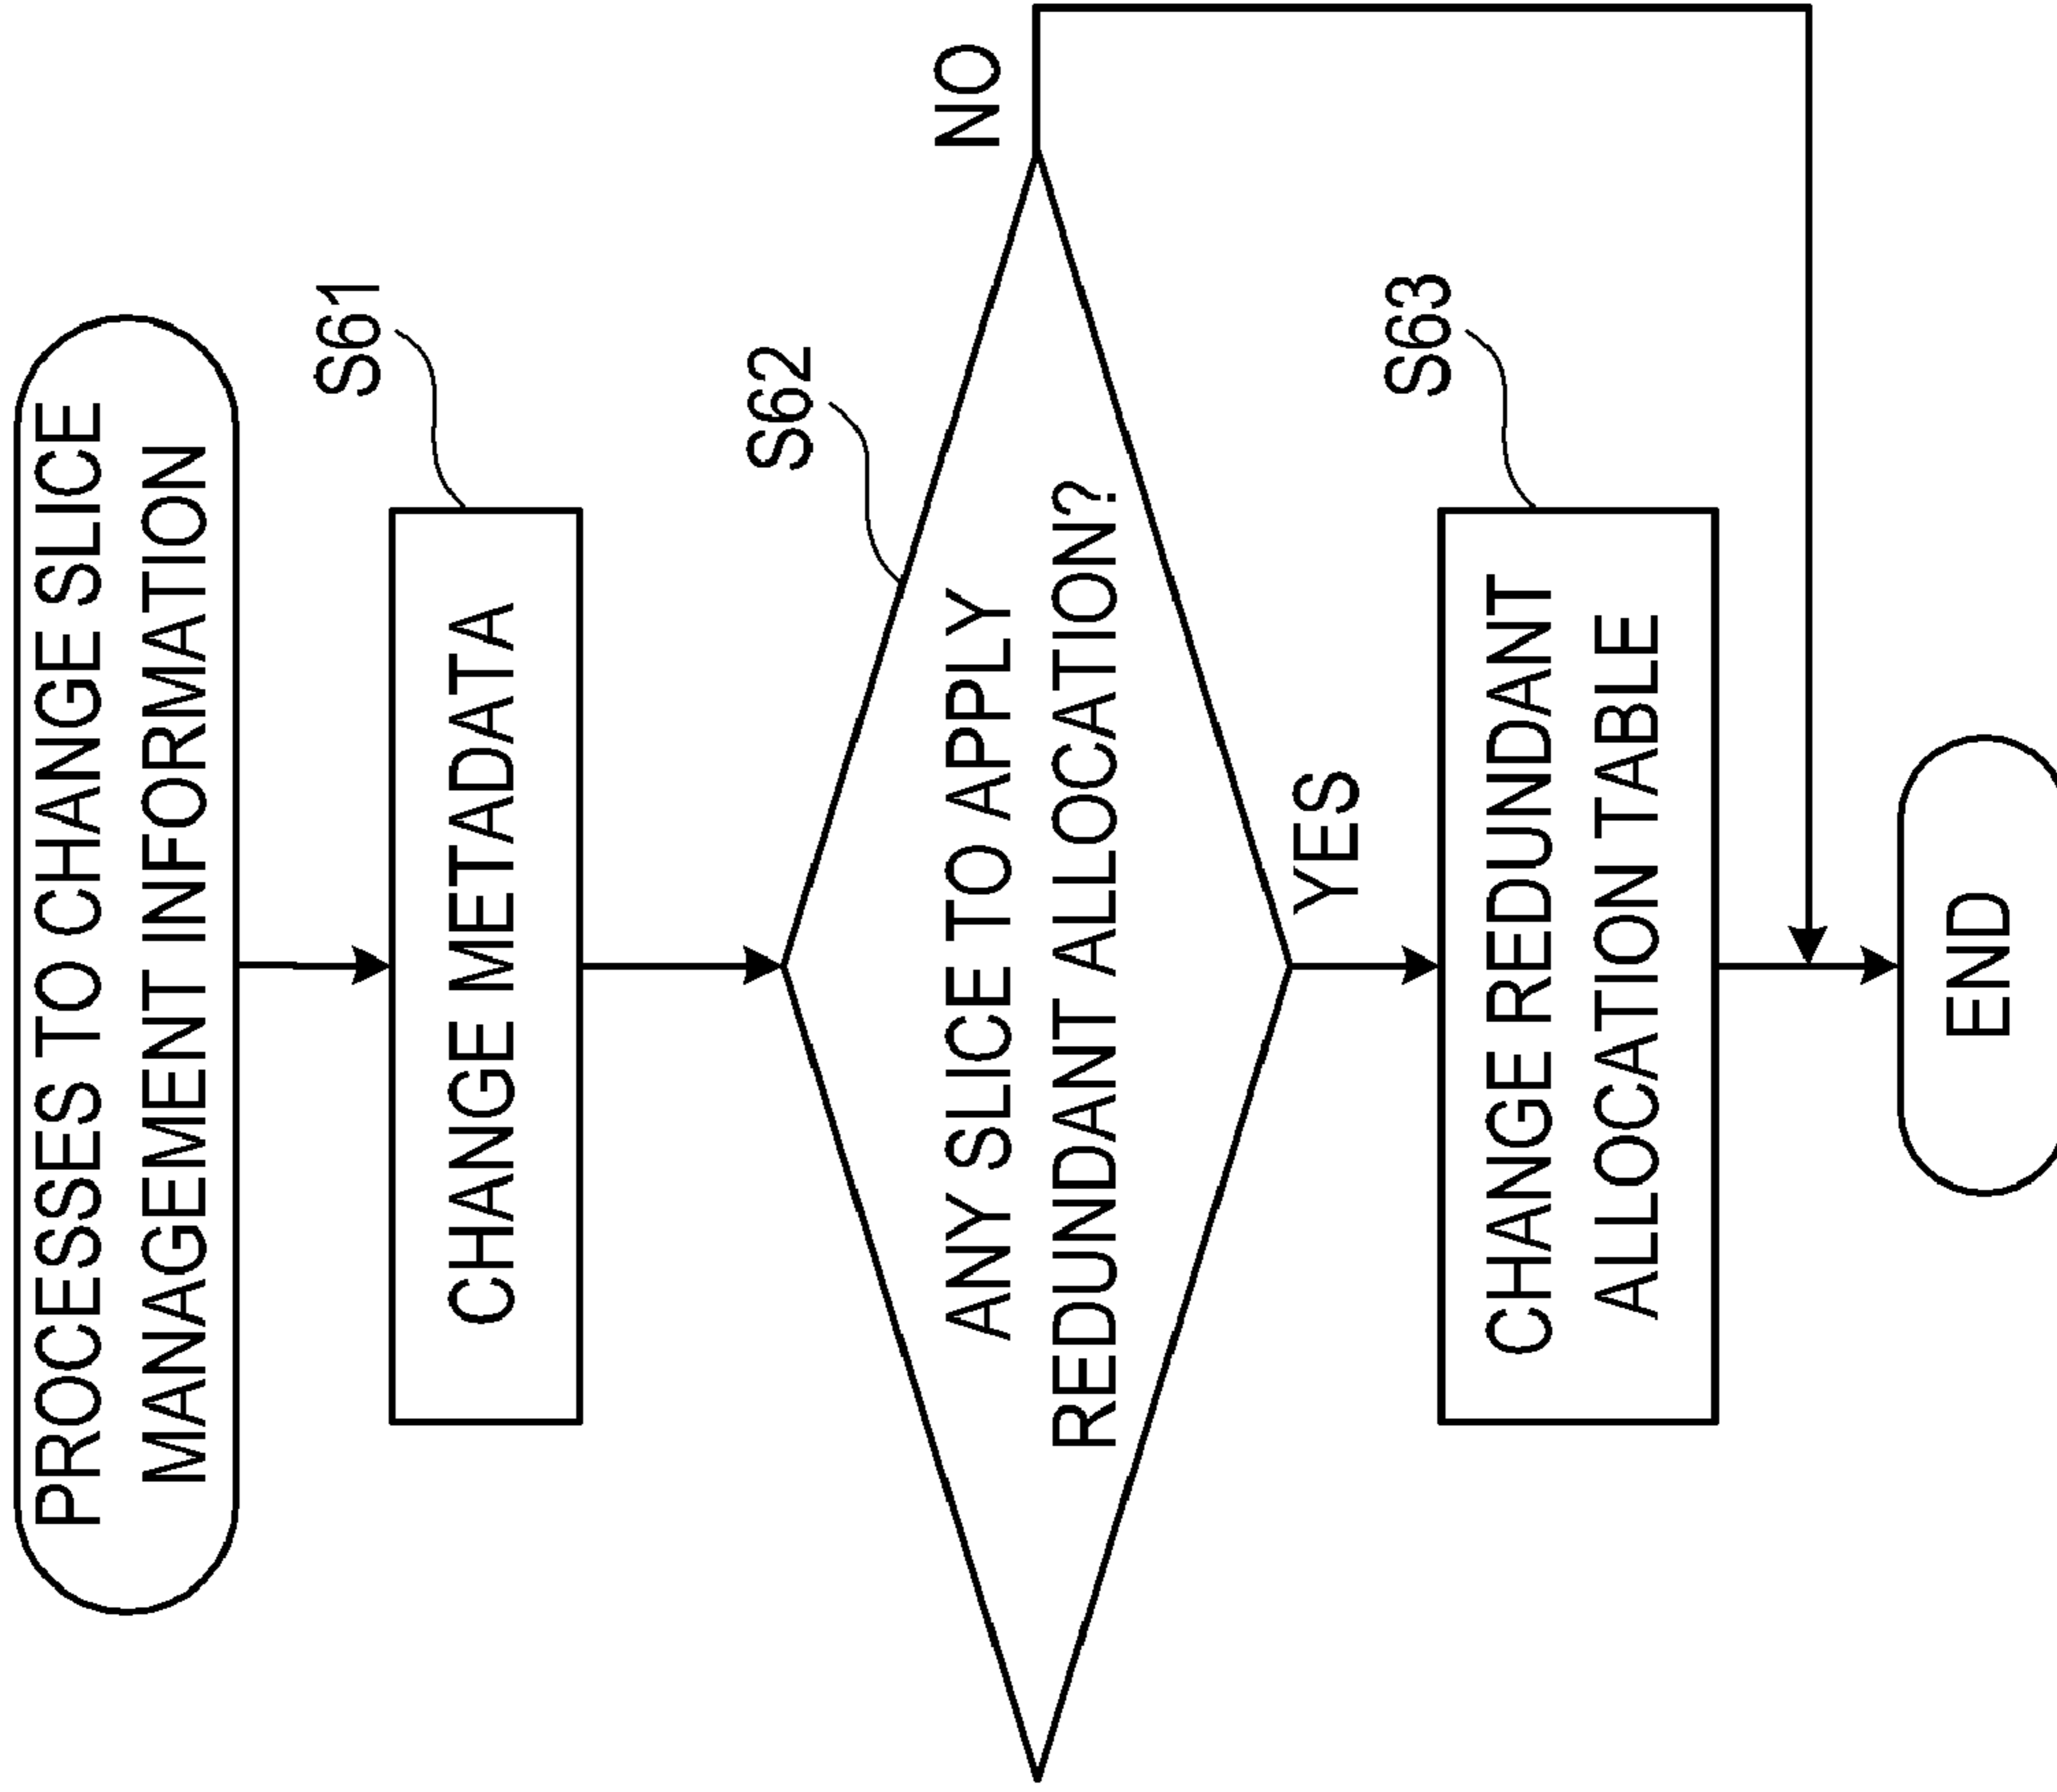 PROCESSES TO CHANGE SLICE
MANAGEMENT INFORMATION
S61
CHANGE METADATA
S62
ANY SLICE TO APPLY
REDUNDANT ALLOCATION?
NO
YES
S63
CHANGE REDUNDANT
ALLOCATION TABLE
END